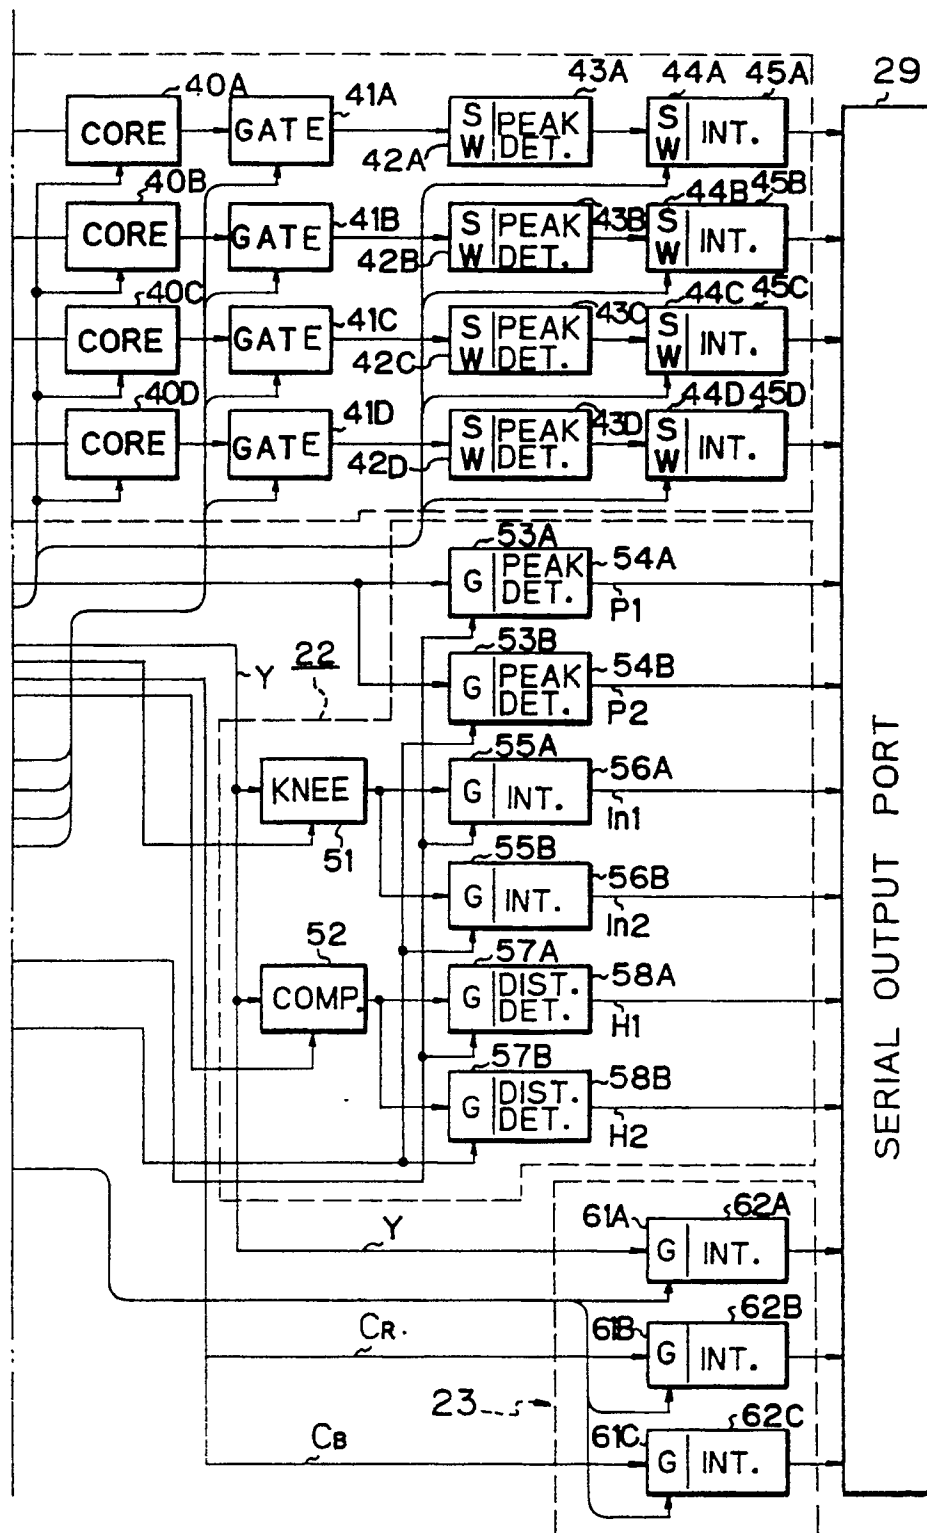 29
40A
41A
43A
44A
45A
CORE
GATE
S W
PEAK DET.
S W
INT.
42A
40B
41B
43B
44B
45B
CORE
GATE
S W
PEAK DET.
S W
INT.
42B
40C
41C
43C
44C
45C
CORE
GATE
S W
PEAK DET.
S W
INT.
42C
40D
41D
43D
44D
45D
CORE
GATE
S W
PEAK DET.
S W
INT.
42D
53A
G
PEAK DET.
54A
P1
22
Y
53B
G
PEAK DET.
54B
P2
55A
KNEE
51
G
INT.
56A
In1
55B
G
INT.
56B
In2
52
COMP.
57A
G
DIST. DET.
58A
H1
57B
G
DIST. DET.
58B
H2
SERIAL OUTPUT PORT
Y
61A
62A
G
INT.
CR
61B
62B
G
INT.
23
CB
61C
62C
G
INT.